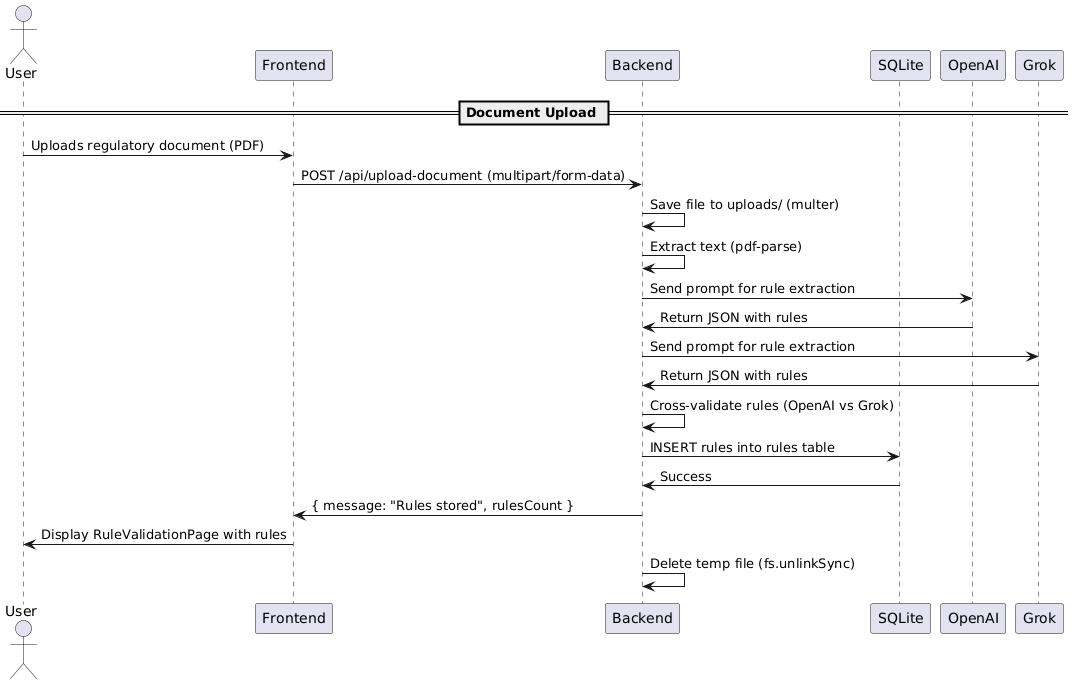 User
Frontend
Backend
SQLite
OpenAI
Grok
Document Upload
Uploads regulatory document (PDF)
POST /api/upload-document (multipart/form-data)
Save file to uploads/ (multer)
Extract text (pdf-parse)
Send prompt for rule extraction
Return JSON with rules
Send prompt for rule extraction
Return JSON with rules
Cross-validate rules (OpenAI vs Grok)
INSERT rules into rules table
Success
{ message: "Rules stored", rulesCount }
Display RuleValidationPage with rules
Delete temp file (fs.unlinkSync)
User
Frontend
Backend
SQLite
OpenAI
Grok